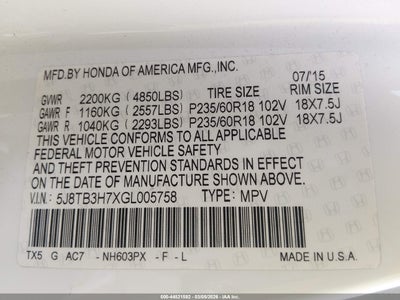 MFD.BY HONDA OF AMERICA MFG.,INC. 07/15
GVWR 2200KG (4850LBS) TIRE SIZE RIM SIZE
GAWR F 1160KG (2557LBS) P235/60R18 102V 18X7.5J
GAWR R 1040KG (2293LBS) P235/60R18 102V 18X7.5J
THIS VEHICLE CONFORMS TO ALL APPLICABLE
FEDERAL MOTOR VEHICLE SAFETY AND
THEFT PREVENTION STANDARDS IN EFFECT
ON THE DATE OF MANUFACTURE SHOWN ABOVE.
V.I.N.: 5J8TB3H7XGL005758 TYPE: MPV
TX5 G AC7 - NH603PX - F - L MADE IN U.S.A.